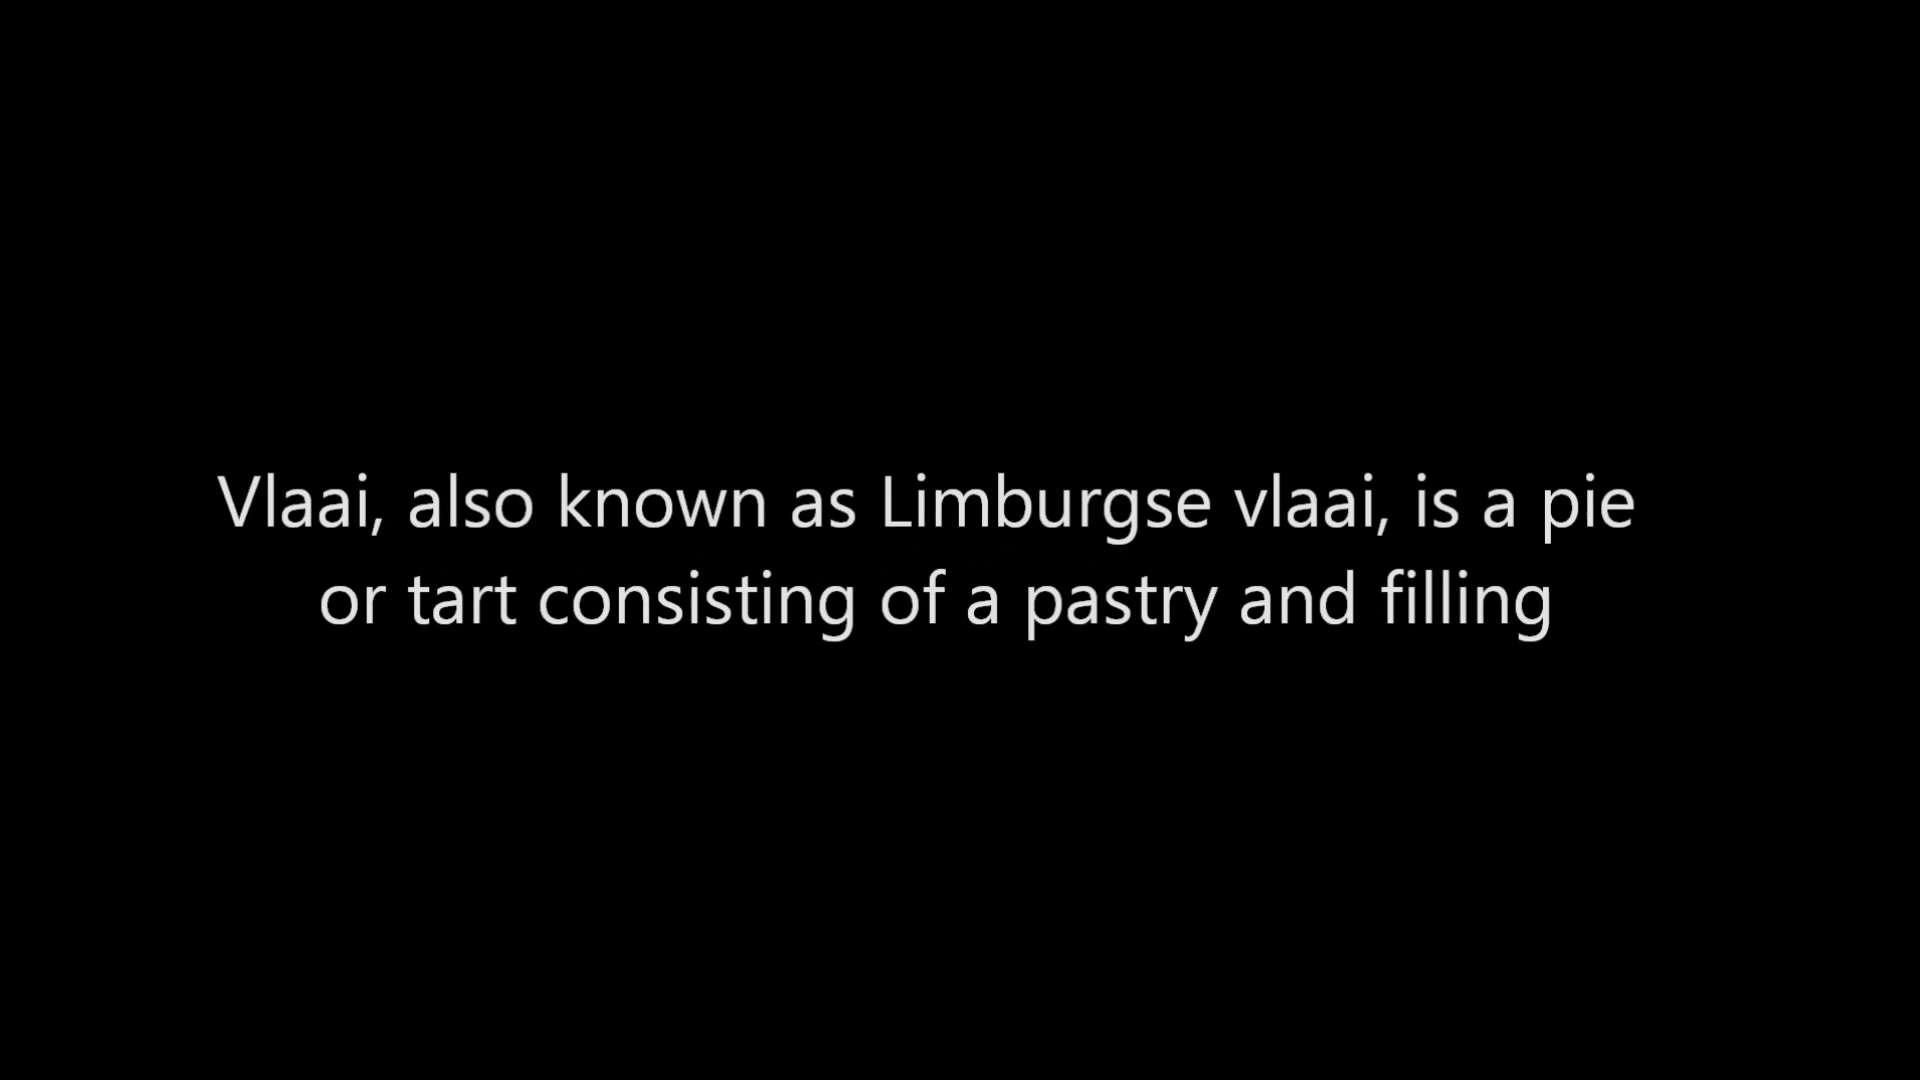 Vlaai, also known as Limburgse vlaai, is a pie
or tart consisting of a pastry and filling